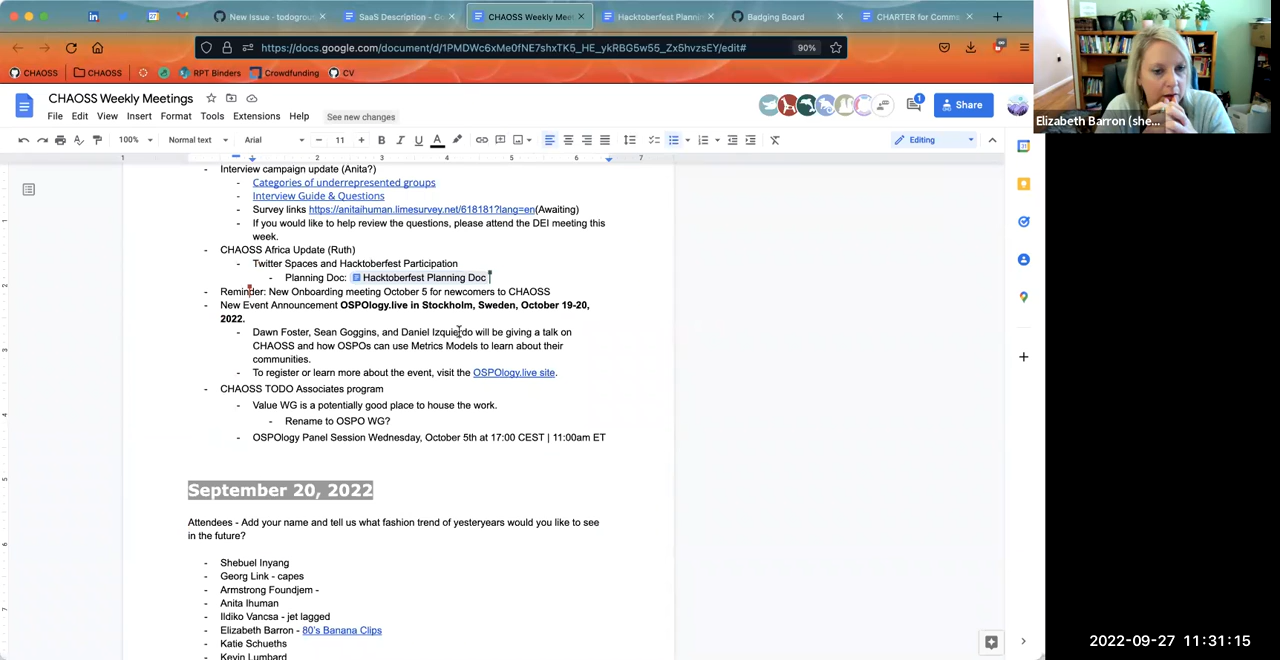 New Issue - todogrou
SaaS Description - G
CHAOSS Weekly Meet
Hacktoberfest Planni
Badging Board
CHARTER for Comm
https://docs.google.com/document/d/1PMDWc6xMe0fNE7shxTK5_HE_ykRBG5w55_Zx5hvzsEY/edit#
90%
CHAOSS
CHAOSS
RPT Binders
Crowdfunding
CV
CHAOSS Weekly Meetings
File Edit View Insert Format Tools Extensions Help
See new changes
1
Share
100%
Normal text
Arial
11
Editing
1 2 3 4 5 6 7
Interview campaign update (Anita?)
- Categories of underrepresented groups
- Interview Guide & Questions
- Survey links https://anitaihuman.limesurvey.net/618181?lang=en(Awaiting)
- If you would like to help review the questions, please attend the DEI meeting this
week.
- CHAOSS Africa Update (Ruth)
- Twitter Spaces and Hacktoberfest Participation
- Planning Doc: Hacktoberfest Planning Doc
- Reminder: New Onboarding meeting October 5 for newcomers to CHAOSS
- New Event Announcement OSPOlogy.live in Stockholm, Sweden, October 19-20,
2022.
- Dawn Foster, Sean Goggins, and Daniel Izquierdo will be giving a talk on
CHAOSS and how OSPOs can use Metrics Models to learn about their
communities.
- To register or learn more about the event, visit the OSPOlogy.live site.
- CHAOSS TODO Associates program
- Value WG is a potentially good place to house the work.
- Rename to OSPO WG?
- OSPOlogy Panel Session Wednesday, October 5th at 17:00 CEST | 11:00am ET
September 20, 2022
Attendees - Add your name and tell us what fashion trend of yesteryears would you like to see
in the future?
- Shebuel Inyang
- Georg Link - capes
- Armstrong Foundjem -
- Anita Ihuman
- Ildiko Vancsa - jet lagged
- Elizabeth Barron - 80's Banana Clips
- Katie Schueths
- Kevin Lumbard
Elizabeth Barron (she...
2022-09-27 11:31:15